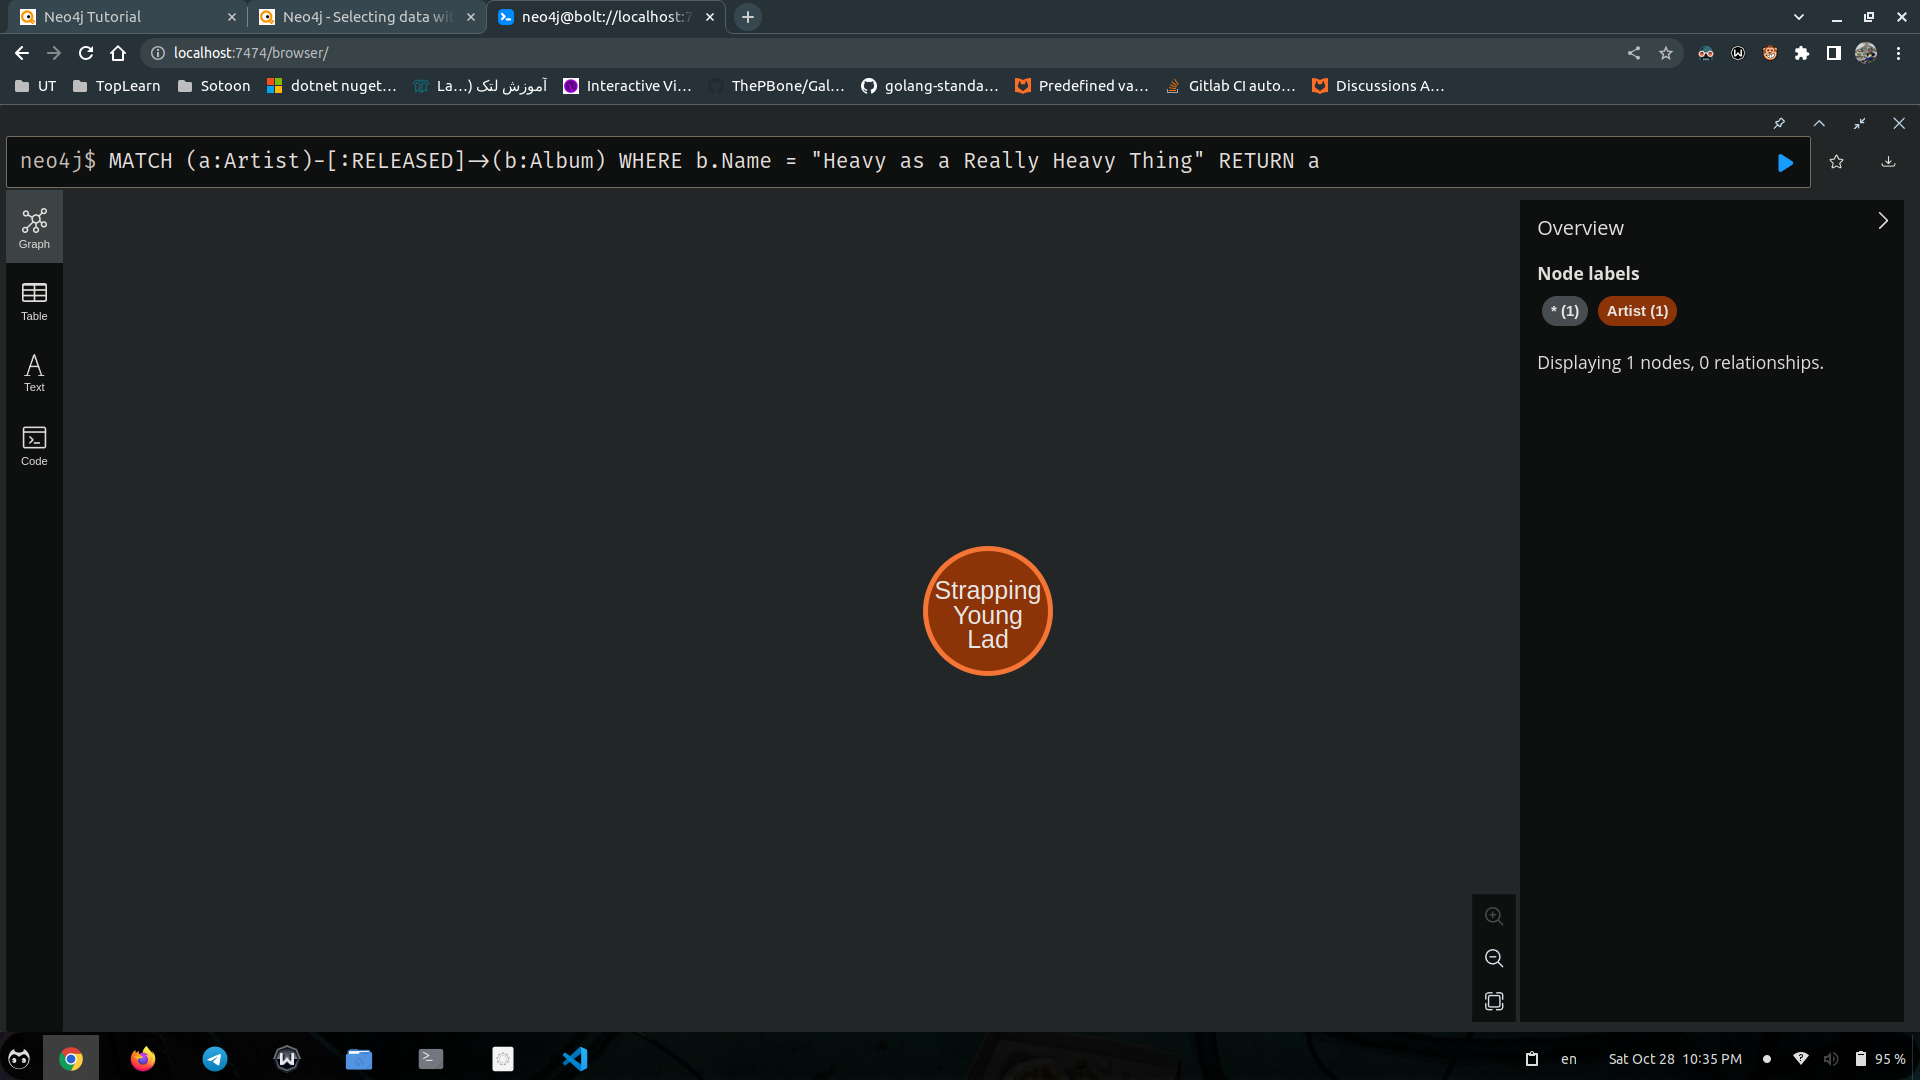 Neo4j Tutorial
Neo4j - Selecting data wit
neo4j@bolt://localhost:7
localhost:7474/browser/
UT
TopLearn
Sotoon
dotnet nuget...
La...) آموزش لتک
Interactive Vi...
ThePBone/Gal...
golang-standa...
Predefined va...
Gitlab CI auto...
Discussions A...
neo4j$ MATCH (a:Artist)-[:RELEASED]->(b:Album) WHERE b.Name = "Heavy as a Really Heavy Thing" RETURN a
Graph
Table
Text
Code
Strapping
Young
Lad
Overview
Node labels
* (1) Artist (1)
Displaying 1 nodes, 0 relationships.
en
Sat Oct 28 10:35 PM
95 %